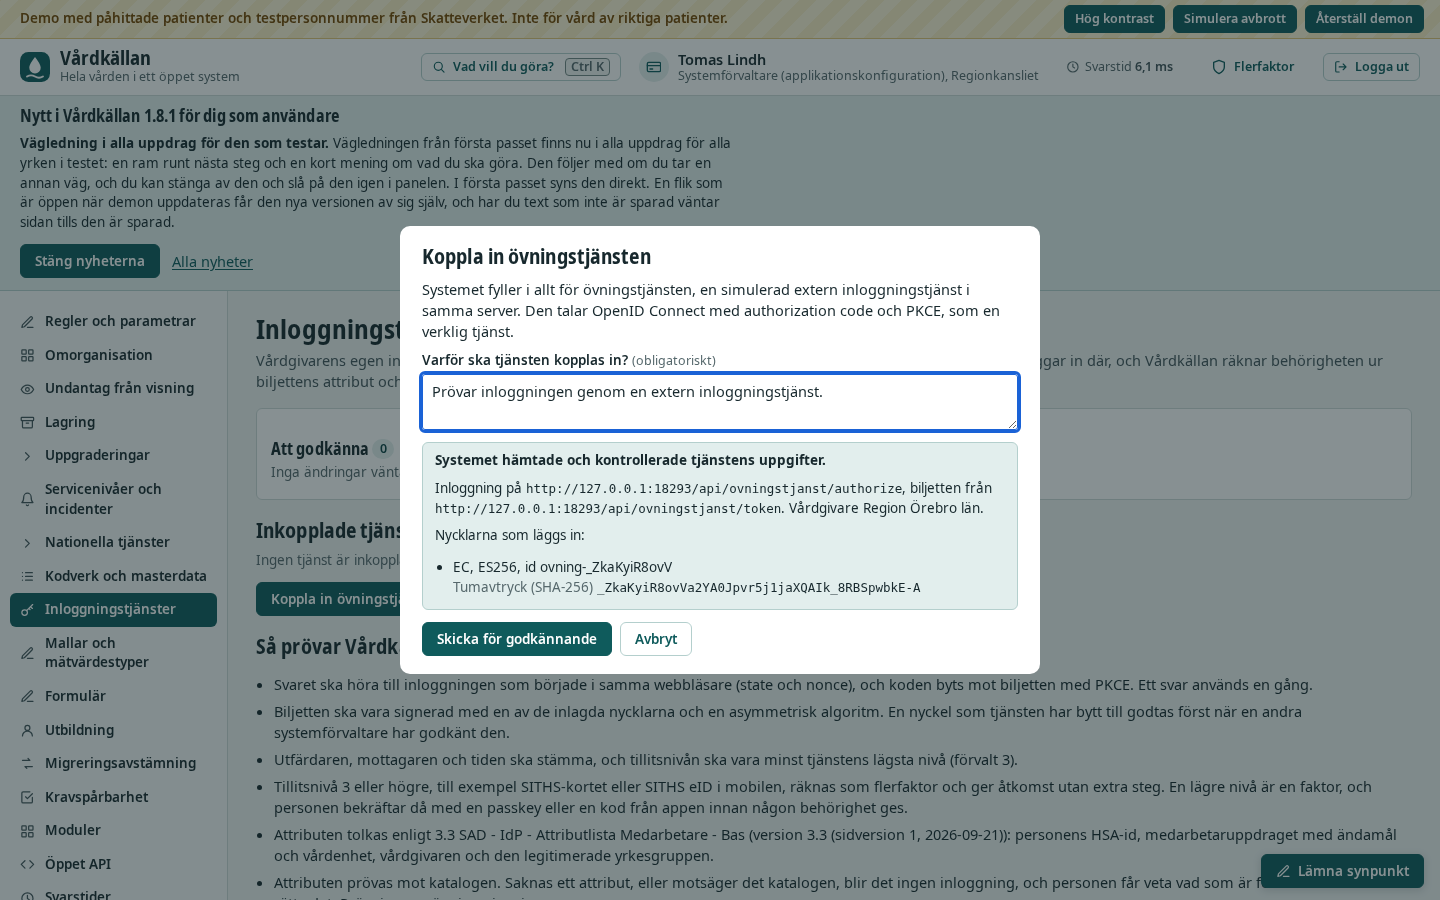 Demo med påhittade patienter och testpersonnummer från Skatteverket. Inte för vård av riktiga patienter.
Hög kontrast
Simulera avbrott
Återställ demon
Vårdkällan
Hela vården i ett öppet system
Vad vill du göra? Ctrl K
Tomas Lindh
Systemförvaltare (applikationskonfiguration), Regionkansliet
Svarstid 6,1 ms
Flerfaktor
Logga ut
Nytt i Vårdkällan 1.8.1 för dig som användare
Vägledning i alla uppdrag för den som testar. Vägledningen från första passet finns nu i alla uppdrag för alla
yrken i testet: en ram runt nästa steg och en kort mening om vad du ska göra. Den följer med om du tar en
annan väg, och du kan stänga av den och slå på den igen i panelen. I första passet syns den direkt. En flik som
är öppen när demon uppdateras får den nya versionen av sig själv, och har du text som inte är sparad väntar
sidan tills den är sparad.
Stäng nyheterna
Alla nyheter
Regler och parametrar
Omorganisation
Undantag från visning
Lagring
Uppgraderingar
Servicenivåer och
incidenter
Nationella tjänster
Kodverk och masterdata
Inloggningstjänster
Mallar och
mätvärdestyper
Formulär
Utbildning
Migreringsavstämning
Kravspårbarhet
Moduler
Öppet API
Svarstider
Inloggningst
Vårdgivarens egen in
ggar in där, och Vårdkällan räknar behörigheten ur
biljettens attribut och
Att godkänna 0
Inga ändringar vänt
Inkopplade tjäns
Ingen tjänst är inkoppl
Koppla in övningstj
Så prövar Vårdk
Koppla in övningstjänsten
Systemet fyller i allt för övningstjänsten, en simulerad extern inloggningstjänst i
samma server. Den talar OpenID Connect med authorization code och PKCE, som en
verklig tjänst.
Varför ska tjänsten kopplas in? (obligatoriskt)
Prövar inloggningen genom en extern inloggningstjänst.
Systemet hämtade och kontrollerade tjänstens uppgifter.
Inloggning på http://127.0.0.1:18293/api/ovningstjanst/authorize, biljetten från
http://127.0.0.1:18293/api/ovningstjanst/token. Vårdgivare Region Örebro län.
Nycklarna som läggs in:
EC, ES256, id ovning-_ZkaKyiR8ovV
Tumavtryck (SHA-256) _ZkaKyiR8ovVa2YA0Jpvr5j1jaXQAIk_8RBSpwbkE-A
Skicka för godkännande
Avbryt
Svaret ska höra till inloggningen som började i samma webbläsare (state och nonce), och koden byts mot biljetten med PKCE. Ett svar används en gång.
Biljetten ska vara signerad med en av de inlagda nycklarna och en asymmetrisk algoritm. En nyckel som tjänsten har bytt till godtas först när en andra
systemförvaltare har godkänt den.
Utfärdaren, mottagaren och tiden ska stämma, och tillitsnivån ska vara minst tjänstens lägsta nivå (förvalt 3).
Tillitsnivå 3 eller högre, till exempel SITHS-kortet eller SITHS eID i mobilen, räknas som flerfaktor och ger åtkomst utan extra steg. En lägre nivå är en faktor, och
personen bekräftar då med en passkey eller en kod från appen innan någon behörighet ges.
Attributen tolkas enligt 3.3 SAD - IdP - Attributlista Medarbetare - Bas (version 3.3 (sidversion 1, 2026-09-21)): personens HSA-id, medarbetaruppdraget med ändamål
och vårdenhet, vårdgivaren och den legitimerade yrkesgruppen.
Attributen prövas mot katalogen. Saknas ett attribut, eller motsäger det katalogen, blir det ingen inloggning, och personen får veta vad som är f
Lämna synpunkt